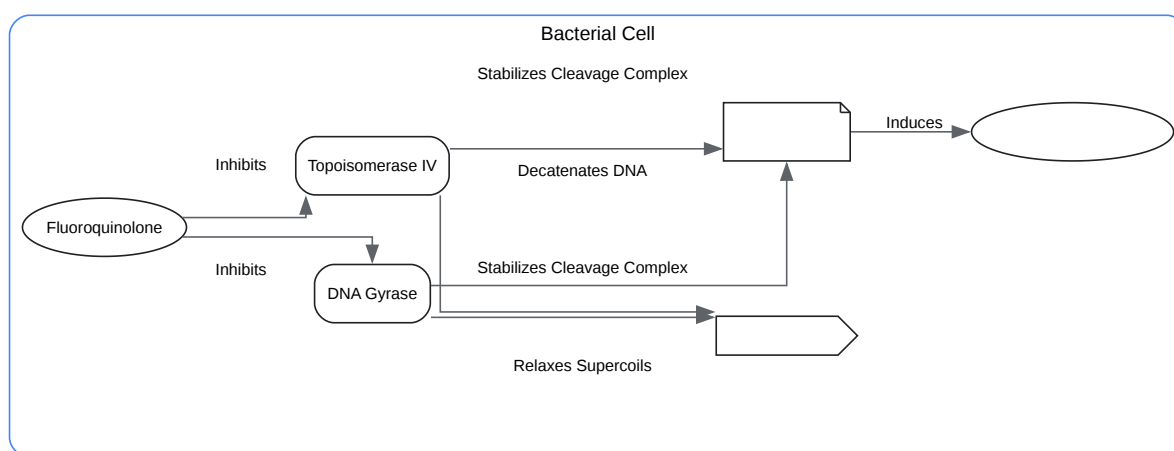 Bacterial Cell
Stabilizes Cleavage Complex
Induces
Inhibits
Topoisomerase IV
Decatenates DNA
Fluoroquinolone
Inhibits
Stabilizes Cleavage Complex
DNA Gyrase
Relaxes Supercoils